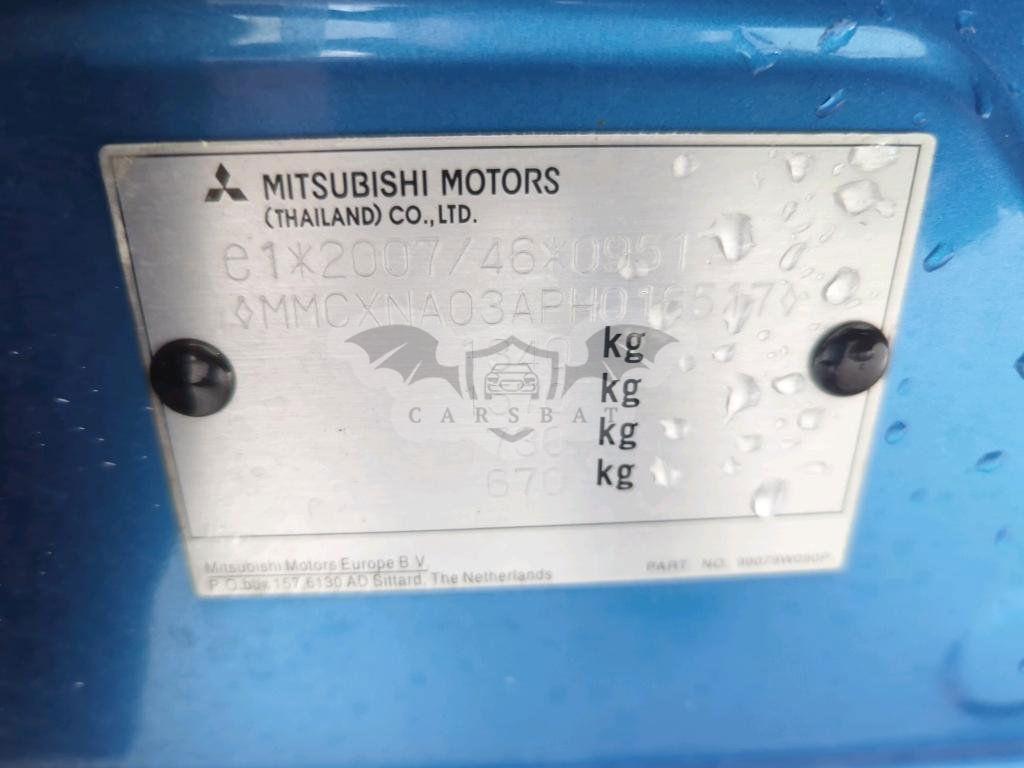 MITSUBISHI MOTORS
(THAILAND) CO.,LTD.
e1*2007/46*0951
kg
CARSBAT kg
kg
670 kg
Mitsubishi Motors Europe B.V.
P.O.box 157 6130 AD Sittard, The Netherlands
PART NO. 99079W090P